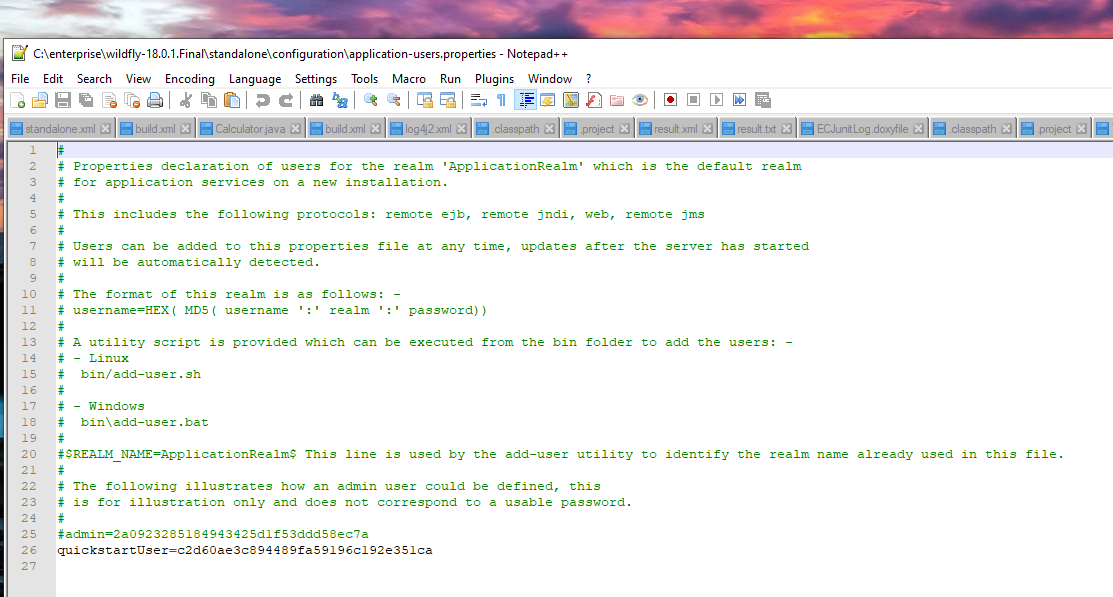 C:\enterprise\wildfly-18.0.1.Final\standalone\configuration\application-users.properties - Notepad++
File Edit Search View Encoding Language Settings Tools Macro Run Plugins Window ?
standalone.xml build.xml Calculator.java build.xml log4j2.xml .classpath .project result.xml result.txt ECJunitLog.doxyfile .classpath .project
1 #
2 # Properties declaration of users for the realm 'ApplicationRealm' which is the default realm
3 # for application services on a new installation.
4 #
5 # This includes the following protocols: remote ejb, remote jndi, web, remote jms
6 #
7 # Users can be added to this properties file at any time, updates after the server has started
8 # will be automatically detected.
9 #
10 # The format of this realm is as follows: -
11 # username=HEX( MD5( username ':' realm ':' password))
12 #
13 # A utility script is provided which can be executed from the bin folder to add the users: -
14 # - Linux
15 #  bin/add-user.sh
16 #
17 # - Windows
18 #  bin\add-user.bat
19 #
20 #$REALM_NAME=ApplicationRealm$ This line is used by the add-user utility to identify the realm name already used in this file.
21 #
22 # The following illustrates how an admin user could be defined, this
23 # is for illustration only and does not correspond to a usable password.
24 #
25 #admin=2a0923285184943425d1f53ddd58ec7a
26 quickstartUser=c2d60ae3c894489fa59196c192e351ca
27